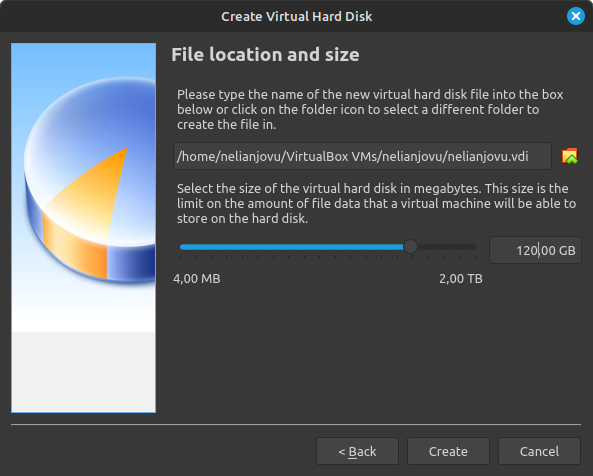 Create Virtual Hard Disk
File location and size
Please type the name of the new virtual hard disk file into the box
below or click on the folder icon to select a different folder to
create the file in.
/home/nelianjovu/VirtualBox VMs/nelianjovu/nelianjovu.vdi
Select the size of the virtual hard disk in megabytes. This size is the
limit on the amount of file data that a virtual machine will be able to
store on the hard disk.
120,00 GB
4,00 MB
2,00 TB
< Back
Create
Cancel